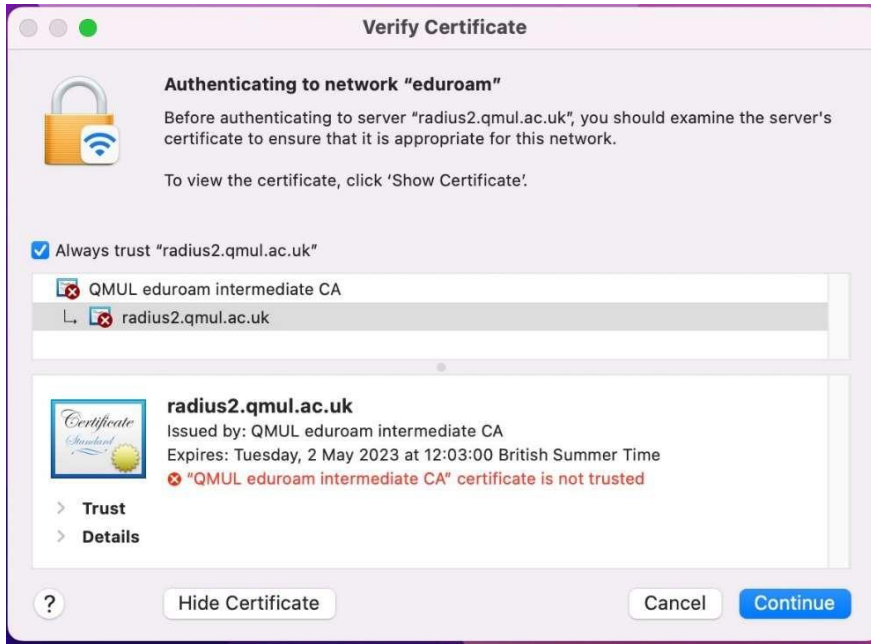 Verify Certificate
Authenticating to network “eduroam”
Before authenticating to server “radius2.qmul.ac.uk”, you should examine the server's
certificate to ensure that it is appropriate for this network.
To view the certificate, click ‘Show Certificate’.
Always trust “radius2.qmul.ac.uk”
QMUL eduroam intermediate CA
radius2.qmul.ac.uk
Certificate
Standard
radius2.qmul.ac.uk
Issued by: QMUL eduroam intermediate CA
Expires: Tuesday, 2 May 2023 at 12:03:00 British Summer Time
“QMUL eduroam intermediate CA” certificate is not trusted
Trust
Details
? Hide Certificate Cancel Continue